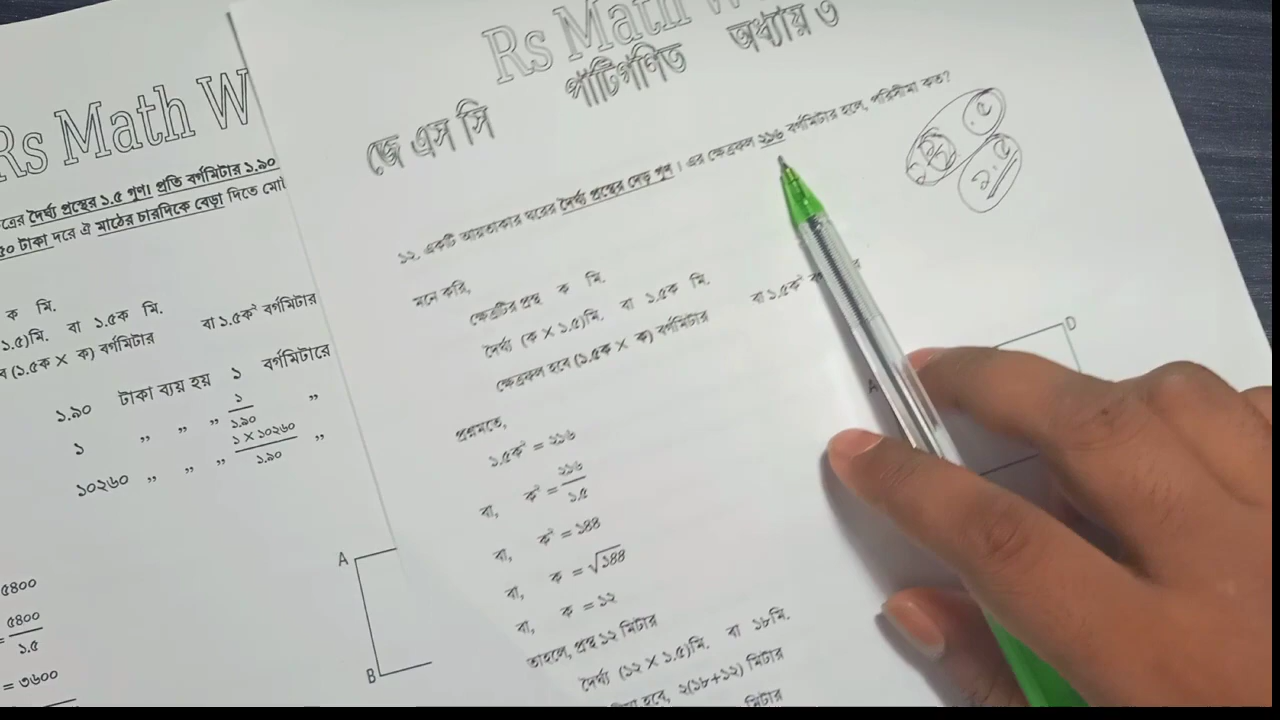 Rs Math W
ত্রের দৈর্ঘ্য প্রস্থের ১.৫ গুণ। প্রতি বর্গমিটার ১.৯০
৫০ টাকা দরে ঐ মাঠের চারদিকে বেড়া দিতে মো
ক মি.
১.৫)মি. বা ১.৫ক মি.
ব (১.৫ক X ক) বর্গমিটার বা ১.৫ক² বর্গমিটার
১.৯০ টাকা ব্যয় হয় ১ বর্গমিটারে
১ " " " ১/১.৯০ "
১০২৬০ " " " ১ X ১০২৬০/১.৯০ "
৫৪০০
= ৫৪০০/১.৫
= ৩৬০০
A
B
Rs Math W
পাটিগণিত অধ্যায় ৩
জে এস সি
১২. একটি আয়তাকার ঘরের দৈর্ঘ্য প্রস্থের দেড় গুণ। এর ক্ষেত্রফল ২১৬ বর্গমিটার হলে, পরিসীমা কত?
মনে করি,
ক্ষেত্রটির প্রস্থ ক মি.
দৈর্ঘ্য (ক X ১.৫)মি. বা ১.৫ক মি.
ক্ষেত্রফল হবে (১.৫ক X ক) বর্গমিটার বা ১.৫ক² ব
প্রশ্নমতে,
১.৫ক² = ২১৬
বা, ক² = ২১৬/১.৫
বা, ক² = ১৪৪
বা, ক = √১৪৪
বা, ক = ১২
তাহলে, প্রস্থ ১২ মিটার
দৈর্ঘ্য (১২ X ১.৫)মি. বা ১৮মি.
হবে, ২(১৮+১২) মিটার
মিটার
A
D
১.৫